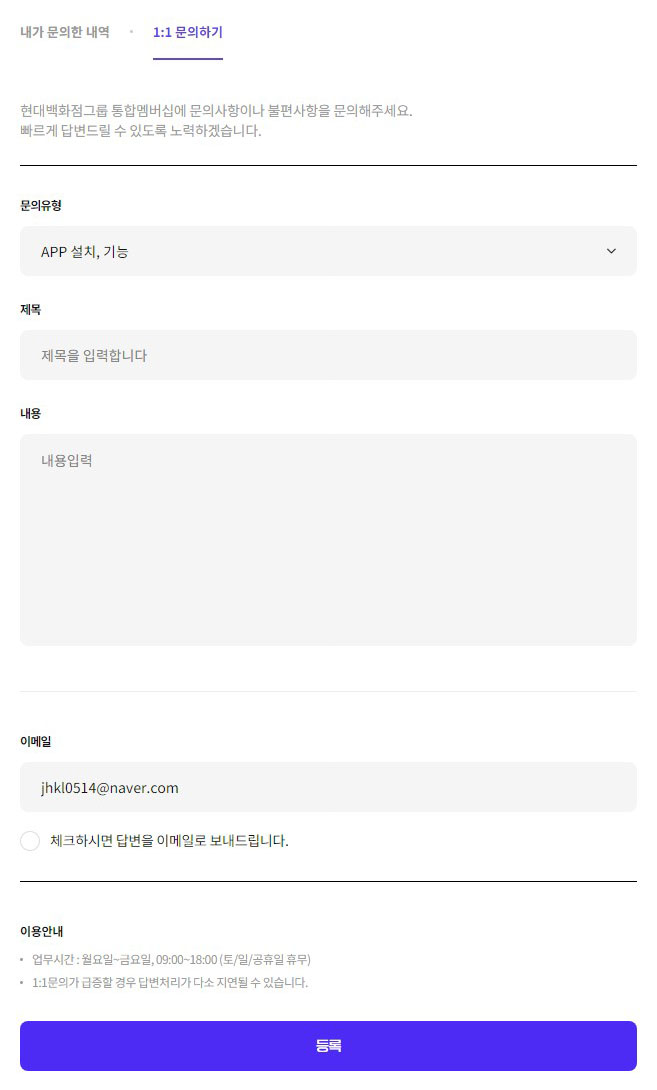 내가 문의한 내역 • 1:1 문의하기
현대백화점그룹 통합멤버십에 문의사항이나 불편사항을 문의해주세요.
빠르게 답변드릴 수 있도록 노력하겠습니다.
문의유형
APP 설치, 기능
제목
제목을 입력합니다
내용
내용입력
이메일
jhkl0514@naver.com
체크하시면 답변을 이메일로 보내드립니다.
이용안내
• 업무시간 : 월요일~금요일, 09:00~18:00 (토/일/공휴일 휴무)
• 1:1문의가 급증할 경우 답변처리가 다소 지연될 수 있습니다.
등록